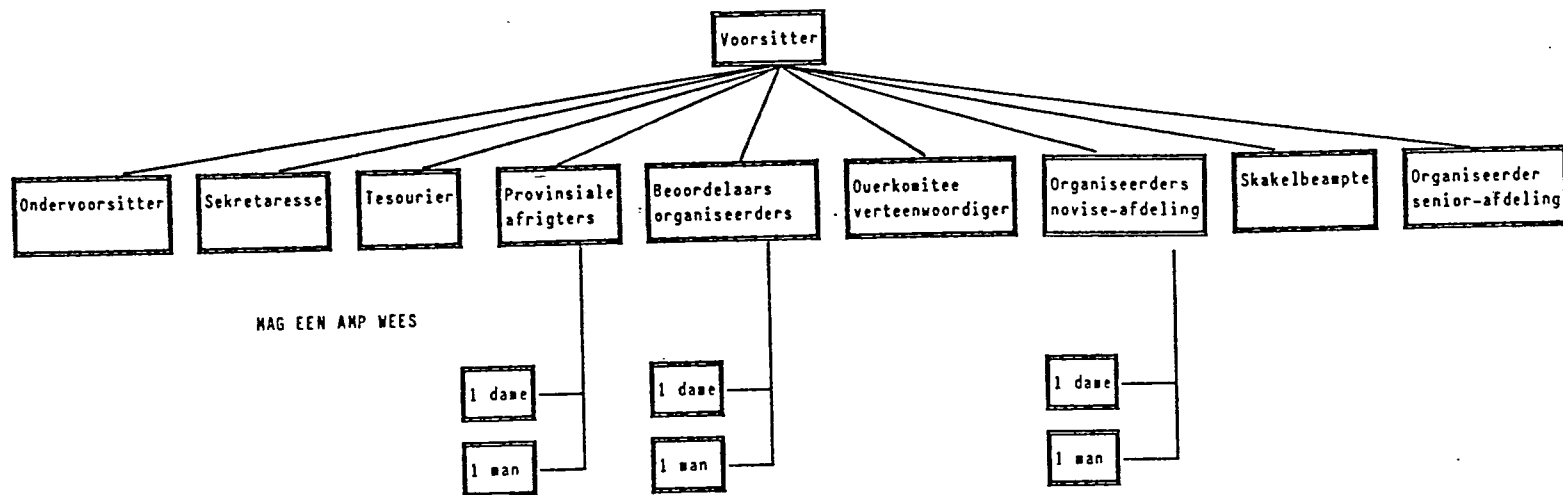 Voorsitter
Ondervoorsitter
Sekretaresse
Tesourier
Provinsiale
afrigters
Beoordelaars
organiseerders
Ouerkomitee
verteenwoordiger
Organiseerders
novise-afdeling
Skakelbeampte
Organiseerder
senior-afdeling
MAG EEN AMP WEES
1 dame
1 man
1 dame
1 man
1 dame
1 man